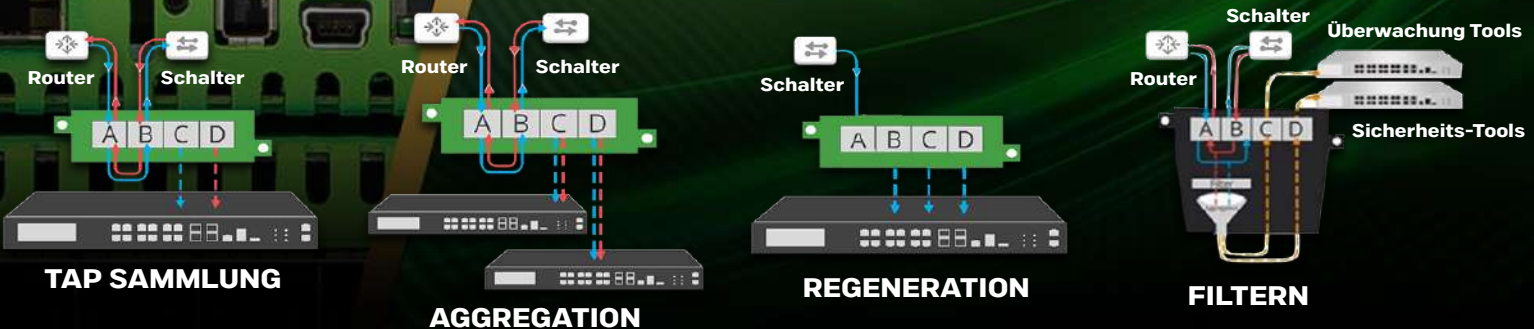 Router
Schalter
A B C D
TAP SAMMLUNG
Router
Schalter
A B C D
AGGREGATION
Schalter
A B C D
REGENERATION
Schalter
Router
Überwachung Tools
Sicherheits-Tools
A B C D
Filter
FILTERN